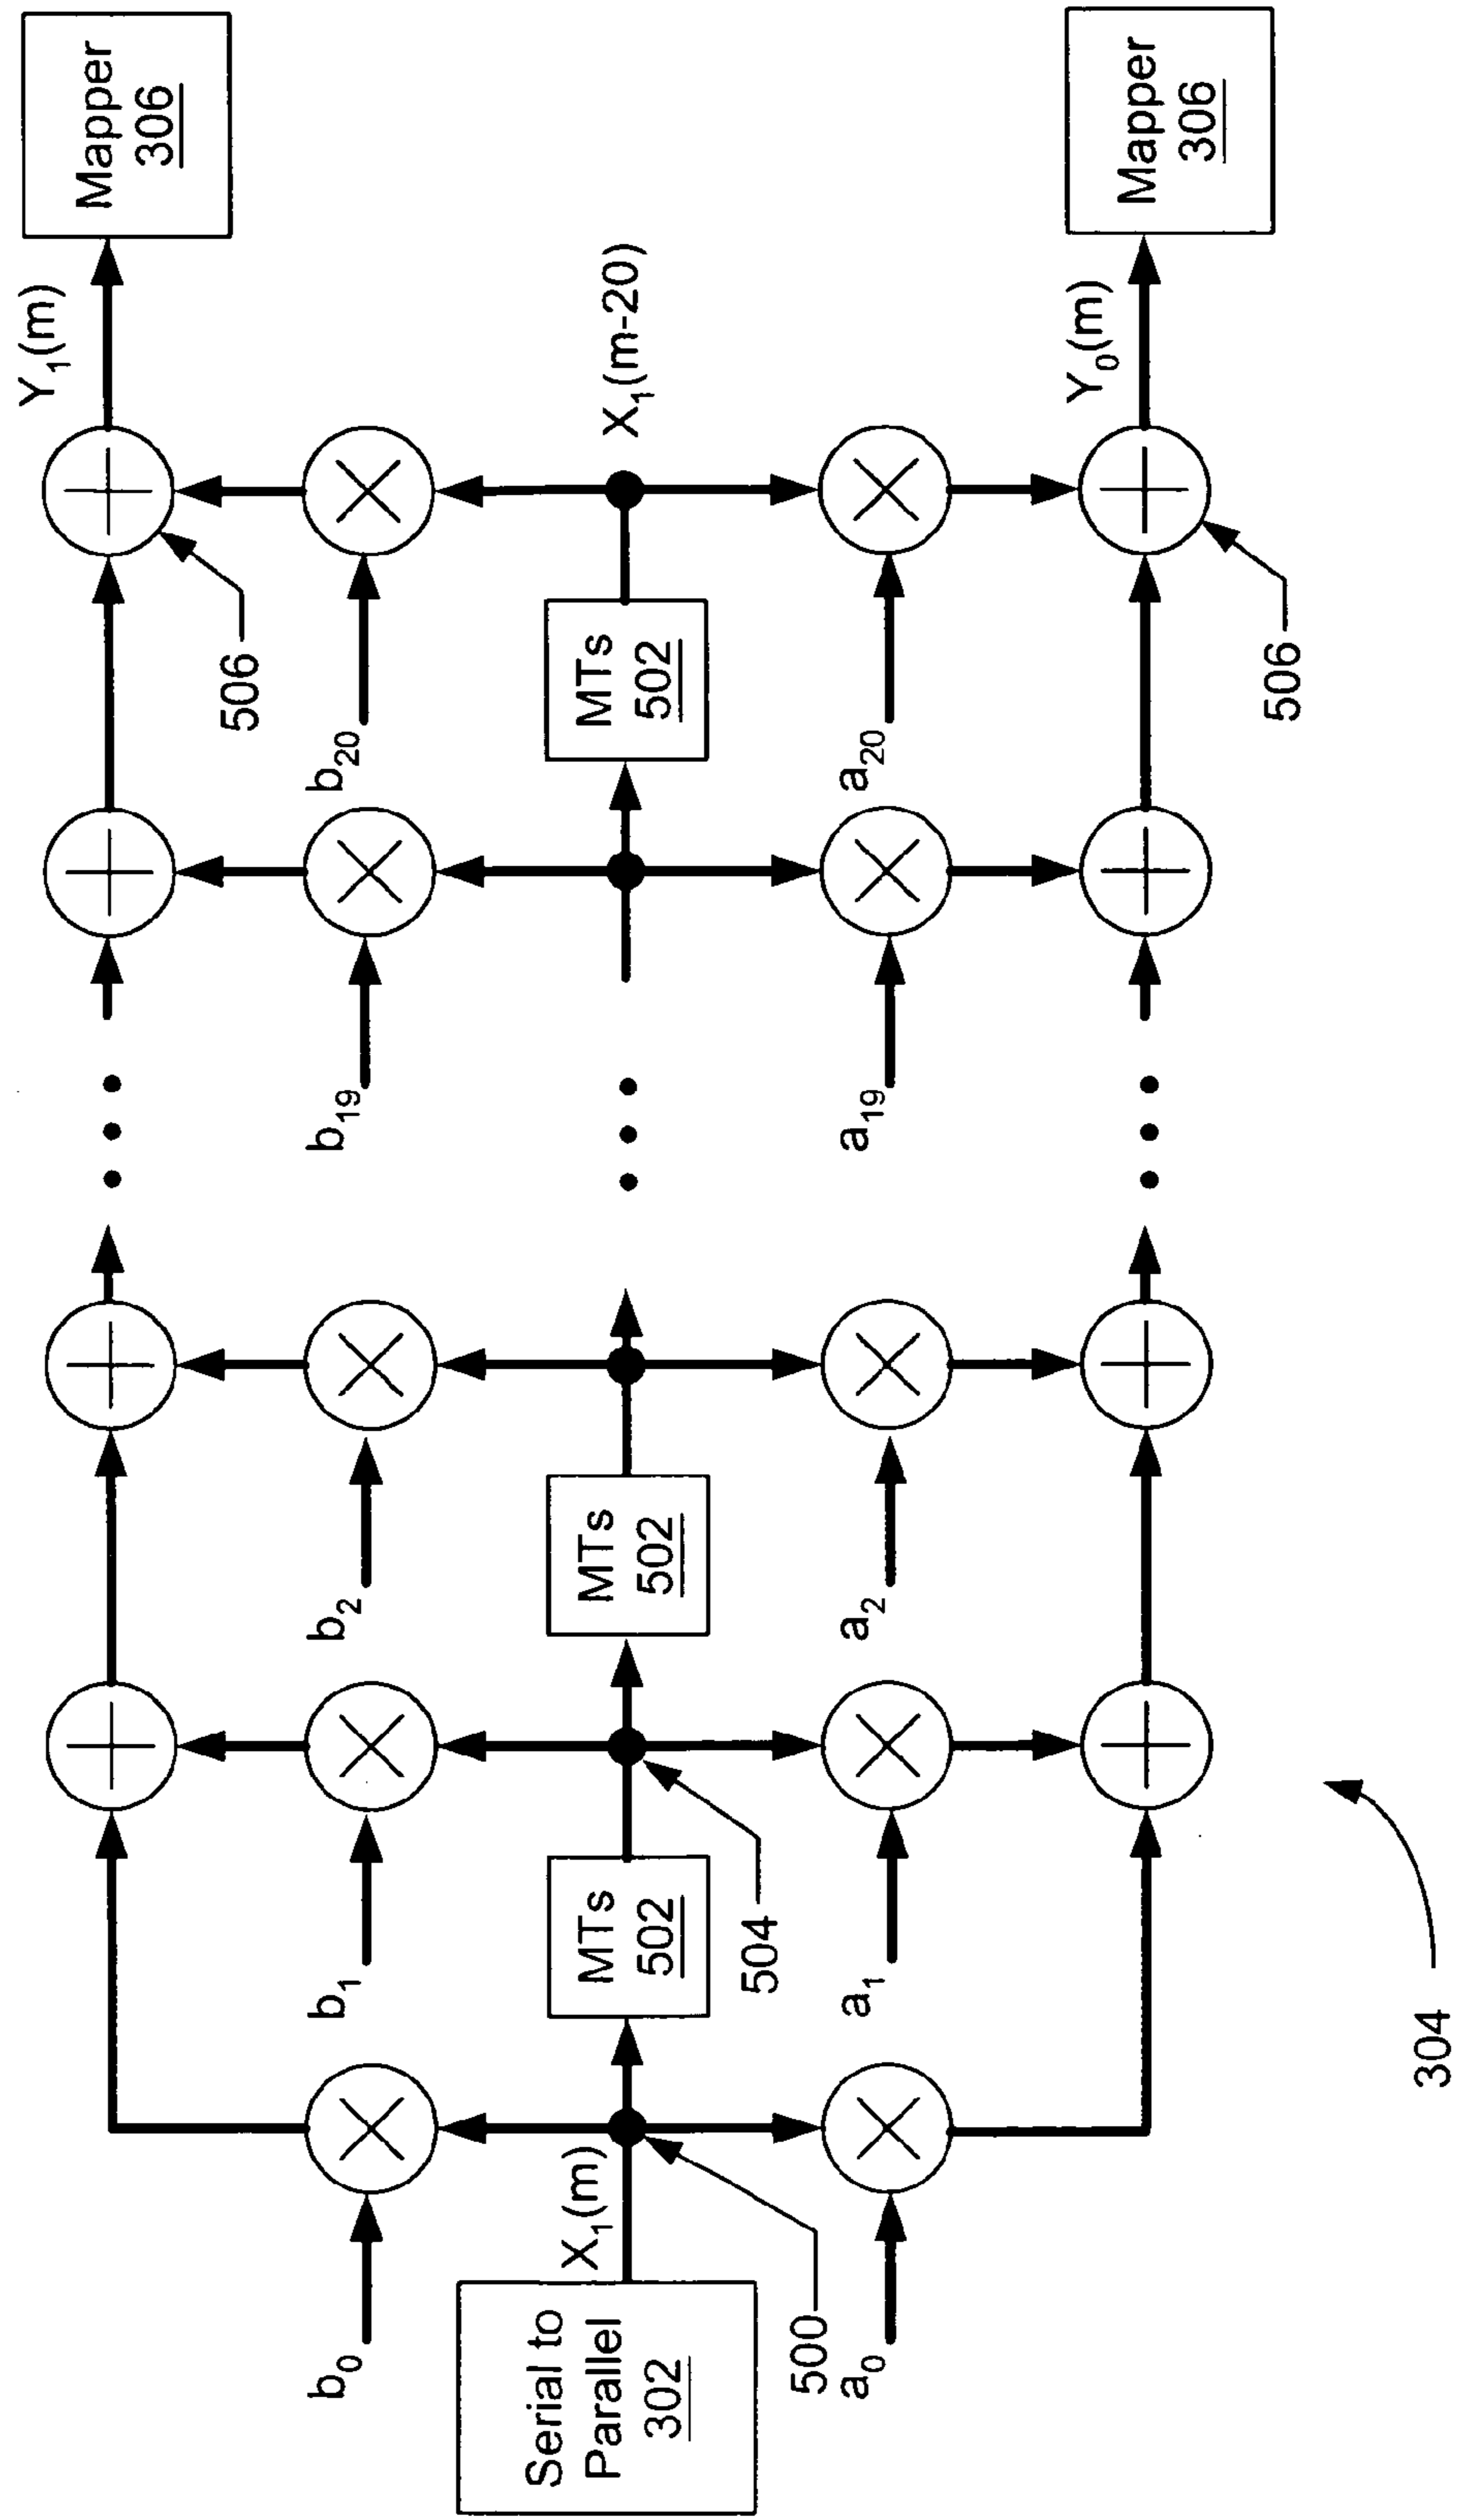 Y₁(m)
Mapper
306
506
b₀
b₁
b₂
b₁₉
b₂₀
Serial to
Parallel
302
X₁(m)
MTs
502
MTs
502
MTs
502
X₁(m-20)
500
504
a₀
a₁
a₂
a₁₉
a₂₀
Y₀(m)
Mapper
306
506
304